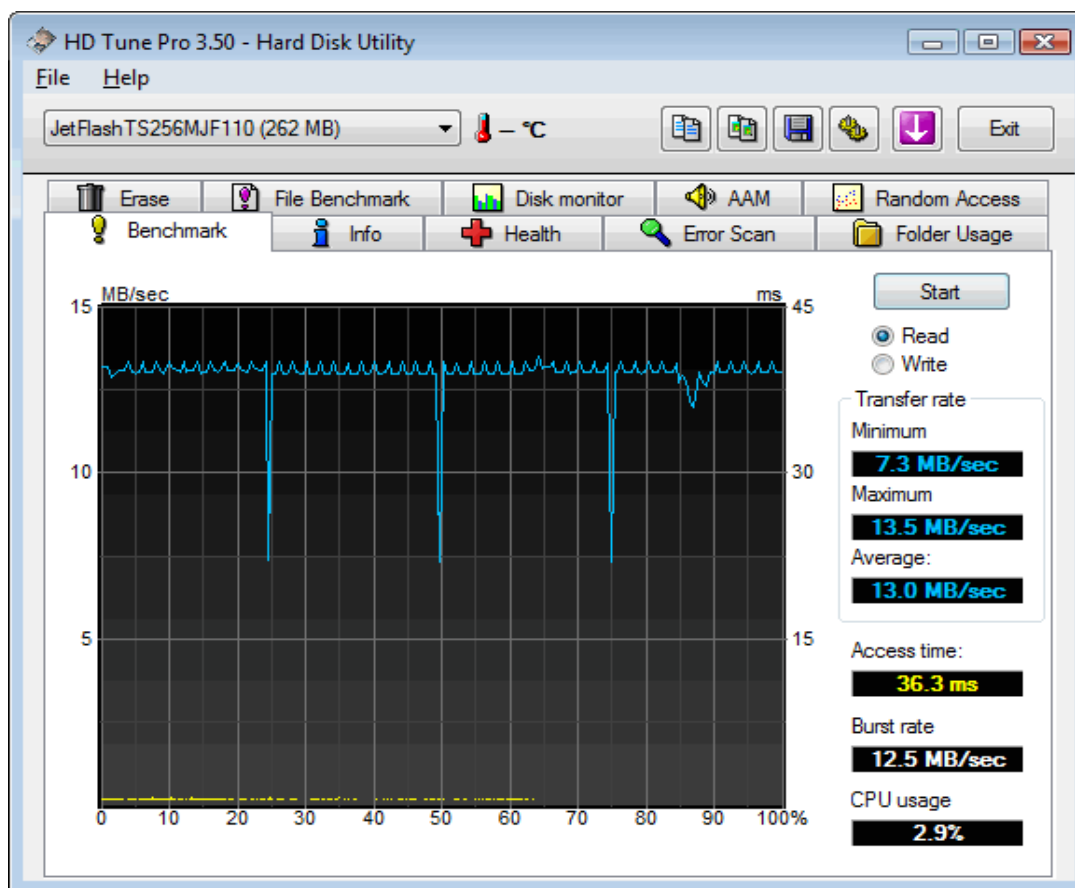 HD Tune Pro 3.50 - Hard Disk Utility
File Help
JetFlashTS256MJF110 (262 MB) – °C Exit
Erase File Benchmark Disk monitor AAM Random Access
Benchmark Info Health Error Scan Folder Usage
MB/sec ms
15 45
10 30
5 15
0 10 20 30 40 50 60 70 80 90 100%
Start
Read
Write
Transfer rate
Minimum
7.3 MB/sec
Maximum
13.5 MB/sec
Average:
13.0 MB/sec
Access time:
36.3 ms
Burst rate
12.5 MB/sec
CPU usage
2.9%